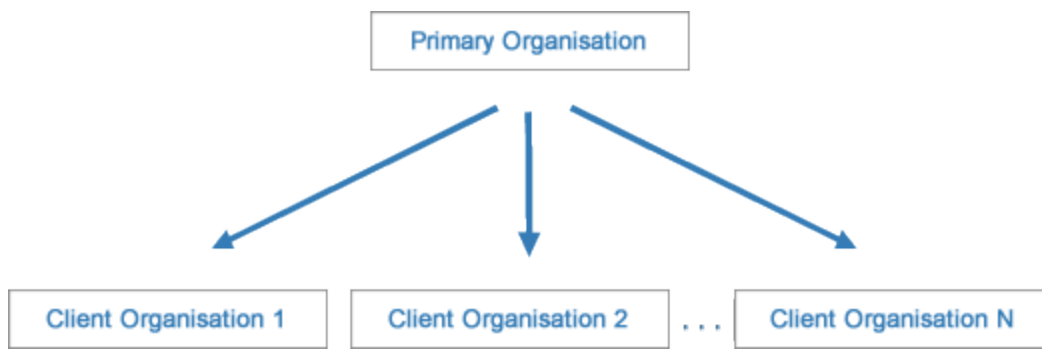 Primary Organisation
Client Organisation 1
Client Organisation 2
. . .
Client Organisation N